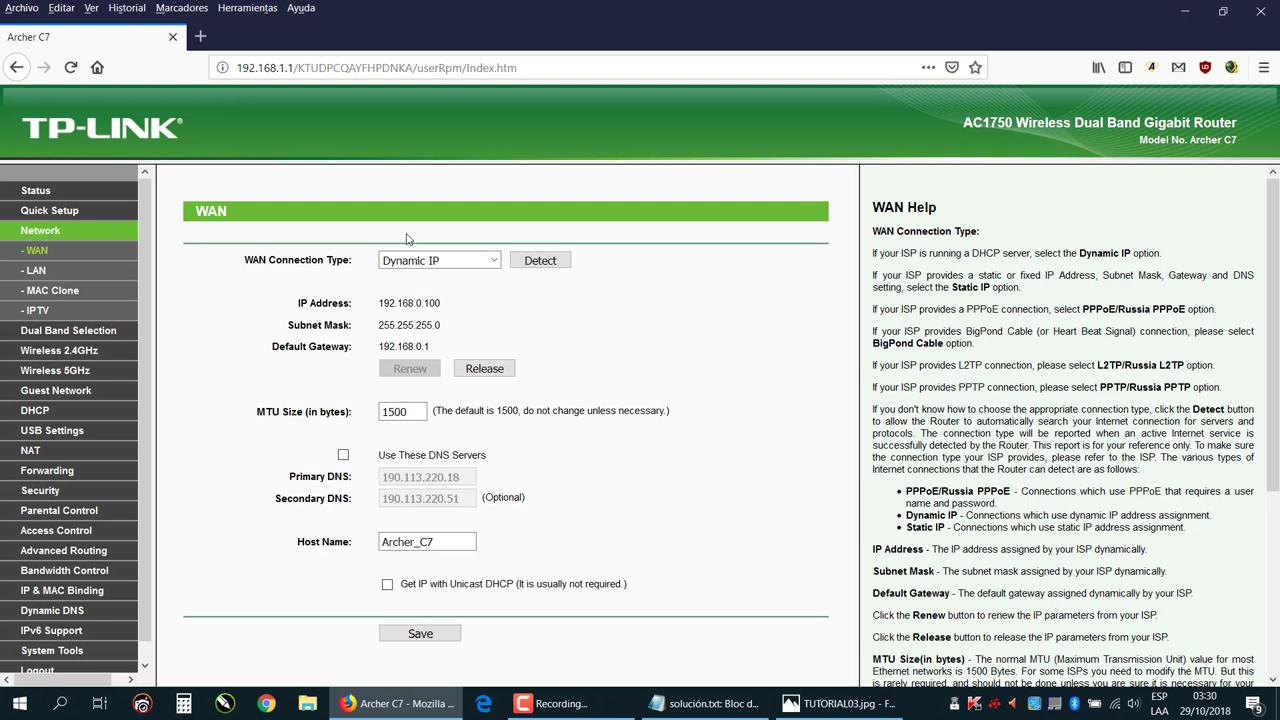 Archivo Editar Ver Historial Marcadores Herramientas Ayuda
Archer C7
192.168.1.1/KTUDPCQAYFHPDNKA/userRpm/Index.htm
TP-LINK
AC1750 Wireless Dual Band Gigabit Router
Model No. Archer C7
Status
Quick Setup
Network
- WAN
- LAN
- MAC Clone
- IPTV
Dual Band Selection
Wireless 2.4GHz
Wireless 5GHz
Guest Network
DHCP
USB Settings
NAT
Forwarding
Security
Parental Control
Access Control
Advanced Routing
Bandwidth Control
IP & MAC Binding
Dynamic DNS
IPv6 Support
System Tools
Logout
WAN
WAN Connection Type: Dynamic IP Detect
IP Address: 192.168.0.100
Subnet Mask: 255.255.255.0
Default Gateway: 192.168.0.1
Renew Release
MTU Size (in bytes): 1500 (The default is 1500, do not change unless necessary.)
Use These DNS Servers
Primary DNS: 190.113.220.18
Secondary DNS: 190.113.220.51 (Optional)
Host Name: Archer_C7
Get IP with Unicast DHCP (It is usually not required.)
Save
WAN Help
WAN Connection Type:
If your ISP is running a DHCP server, select the Dynamic IP option.
If your ISP provides a static or fixed IP Address, Subnet Mask, Gateway and DNS
setting, select the Static IP option.
If your ISP provides a PPPoE connection, select PPPoE/Russia PPPoE option.
If your ISP provides BigPond Cable (or Heart Beat Signal) connection, please select
BigPond Cable option.
If your ISP provides L2TP connection, please select L2TP/Russia L2TP option.
If your ISP provides PPTP connection, please select PPTP/Russia PPTP option.
If you don't know how to choose the appropriate connection type, click the Detect button
to allow the Router to automatically search your Internet connection for servers and
protocols. The connection type will be reported when an active Internet service is
successfully detected by the Router. This report is for your reference only. To make sure
the connection type your ISP provides, please refer to the ISP. The various types of
Internet connections that the Router can detect are as follows:
• PPPoE/Russia PPPoE - Connections which use PPPoE that requires a user
name and password.
• Dynamic IP - Connections which use dynamic IP address assignment.
• Static IP - Connections which use static IP address assignment.
IP Address - The IP address assigned by your ISP dynamically.
Subnet Mask - The subnet mask assigned by your ISP dynamically.
Default Gateway - The default gateway assigned dynamically by your ISP.
Click the Renew button to renew the IP parameters from your ISP.
Click the Release button to release the IP parameters from your ISP.
MTU Size(in bytes) - The normal MTU (Maximum Transmission Unit) value for most
Ethernet networks is 1500 Bytes. For some ISPs you need to modify the MTU. But this
is rarely required, and should not be done unless you are sure it is necessary for your
Archer C7 - Mozilla ... Recording... solución.txt: Bloc d... TUTORIAL03.jpg - F...
ESP
LAA
03:30
29/10/2018
9